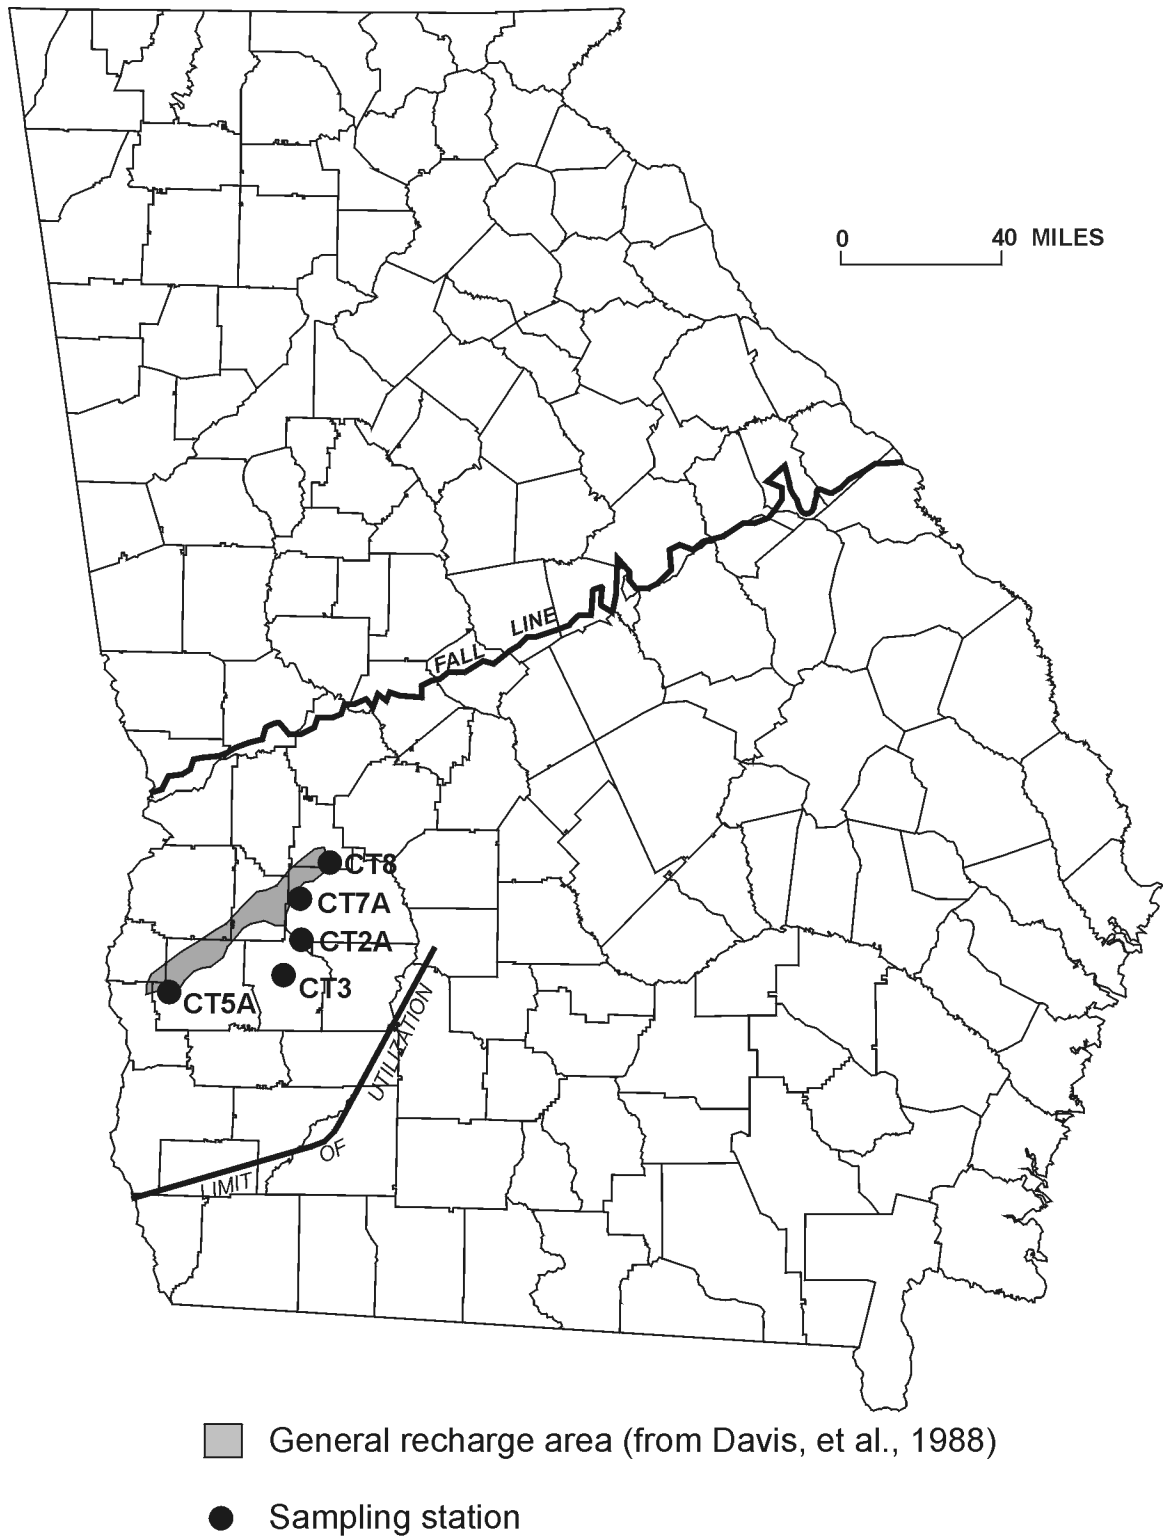 0 40 MILES
FALL LINE
CT8
CT7A
CT2A
CT3
CT5A
LIMIT OF UTILIZATION
General recharge area (from Davis, et al., 1988)
Sampling station